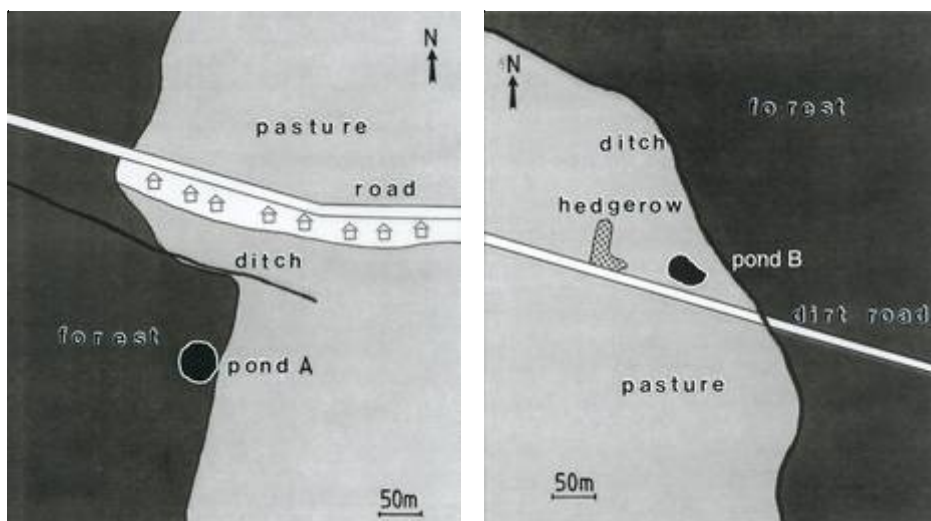 N
pasture
road
ditch
forest
pond A
50m
N
forest
ditch
hedgerow
pond B
dirt road
pasture
50m